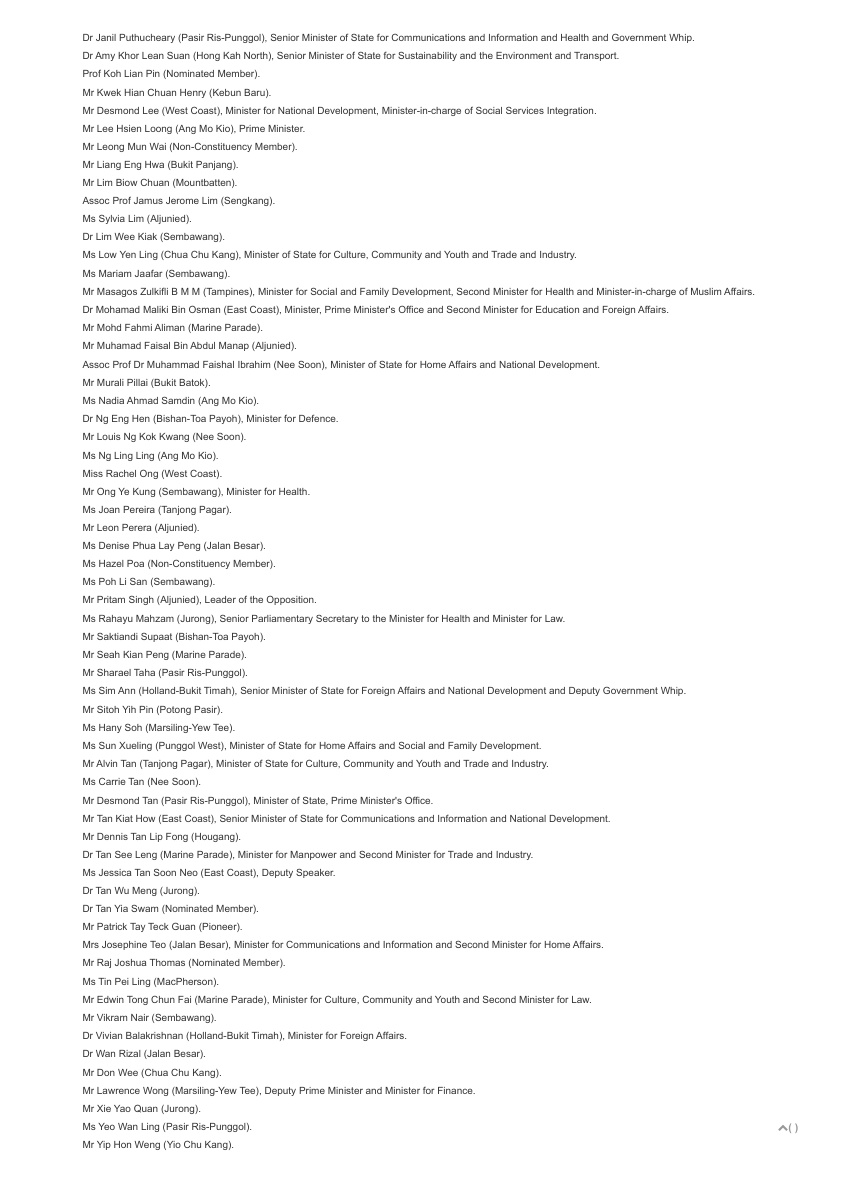 Dr Janil Puthucheary (Pasir Ris-Punggol), Senior Minister of State for Communications and Information and Health and Government Whip.
Dr Amy Khor Lean Suan (Hong Kah North), Senior Minister of State for Sustainability and the Environment and Transport.
Prof Koh Lian Pin (Nominated Member).
Mr Kwek Hian Chuan Henry (Kebun Baru).
Mr Desmond Lee (West Coast), Minister for National Development, Minister-in-charge of Social Services Integration.
Mr Lee Hsien Loong (Ang Mo Kio), Prime Minister.
Mr Leong Mun Wai (Non-Constituency Member).
Mr Liang Eng Hwa (Bukit Panjang).
Mr Lim Biow Chuan (Mountbatten).
Assoc Prof Jamus Jerome Lim (Sengkang).
Ms Sylvia Lim (Aljunied).
Dr Lim Wee Kiak (Sembawang).
Ms Low Yen Ling (Chua Chu Kang), Minister of State for Culture, Community and Youth and Trade and Industry.
Ms Mariam Jaafar (Sembawang).
Mr Masagos Zulkifli B M M (Tampines), Minister for Social and Family Development, Second Minister for Health and Minister-in-charge of Muslim Affairs.
Dr Mohamad Maliki Bin Osman (East Coast), Minister, Prime Minister's Office and Second Minister for Education and Foreign Affairs.
Mr Mohd Fahmi Aliman (Marine Parade).
Mr Muhamad Faisal Bin Abdul Manap (Aljunied).
Assoc Prof Dr Muhammad Faishal Ibrahim (Nee Soon), Minister of State for Home Affairs and National Development.
Mr Murali Pillai (Bukit Batok).
Ms Nadia Ahmad Samdin (Ang Mo Kio).
Dr Ng Eng Hen (Bishan-Toa Payoh), Minister for Defence.
Mr Louis Ng Kok Kwang (Nee Soon).
Ms Ng Ling Ling (Ang Mo Kio).
Miss Rachel Ong (West Coast).
Mr Ong Ye Kung (Sembawang), Minister for Health.
Ms Joan Pereira (Tanjong Pagar).
Mr Leon Perera (Aljunied).
Ms Denise Phua Lay Peng (Jalan Besar).
Ms Hazel Poa (Non-Constituency Member).
Ms Poh Li San (Sembawang).
Mr Pritam Singh (Aljunied), Leader of the Opposition.
Ms Rahayu Mahzam (Jurong), Senior Parliamentary Secretary to the Minister for Health and Minister for Law.
Mr Saktiandi Supaat (Bishan-Toa Payoh).
Mr Seah Kian Peng (Marine Parade).
Mr Sharael Taha (Pasir Ris-Punggol).
Ms Sim Ann (Holland-Bukit Timah), Senior Minister of State for Foreign Affairs and National Development and Deputy Government Whip.
Mr Sitoh Yih Pin (Potong Pasir).
Ms Hany Soh (Marsiling-Yew Tee).
Ms Sun Xueling (Punggol West), Minister of State for Home Affairs and Social and Family Development.
Mr Alvin Tan (Tanjong Pagar), Minister of State for Culture, Community and Youth and Trade and Industry.
Ms Carrie Tan (Nee Soon).
Mr Desmond Tan (Pasir Ris-Punggol), Minister of State, Prime Minister's Office.
Mr Tan Kiat How (East Coast), Senior Minister of State for Communications and Information and National Development.
Mr Dennis Tan Lip Fong (Hougang).
Dr Tan See Leng (Marine Parade), Minister for Manpower and Second Minister for Trade and Industry.
Ms Jessica Tan Soon Neo (East Coast), Deputy Speaker.
Dr Tan Wu Meng (Jurong).
Dr Tan Yia Swam (Nominated Member).
Mr Patrick Tay Teck Guan (Pioneer).
Mrs Josephine Teo (Jalan Besar), Minister for Communications and Information and Second Minister for Home Affairs.
Mr Raj Joshua Thomas (Nominated Member).
Ms Tin Pei Ling (MacPherson).
Mr Edwin Tong Chun Fai (Marine Parade), Minister for Culture, Community and Youth and Second Minister for Law.
Mr Vikram Nair (Sembawang).
Dr Vivian Balakrishnan (Holland-Bukit Timah), Minister for Foreign Affairs.
Dr Wan Rizal (Jalan Besar).
Mr Don Wee (Chua Chu Kang).
Mr Lawrence Wong (Marsiling-Yew Tee), Deputy Prime Minister and Minister for Finance.
Mr Xie Yao Quan (Jurong).
Ms Yeo Wan Ling (Pasir Ris-Punggol).
( )
Mr Yip Hon Weng (Yio Chu Kang).